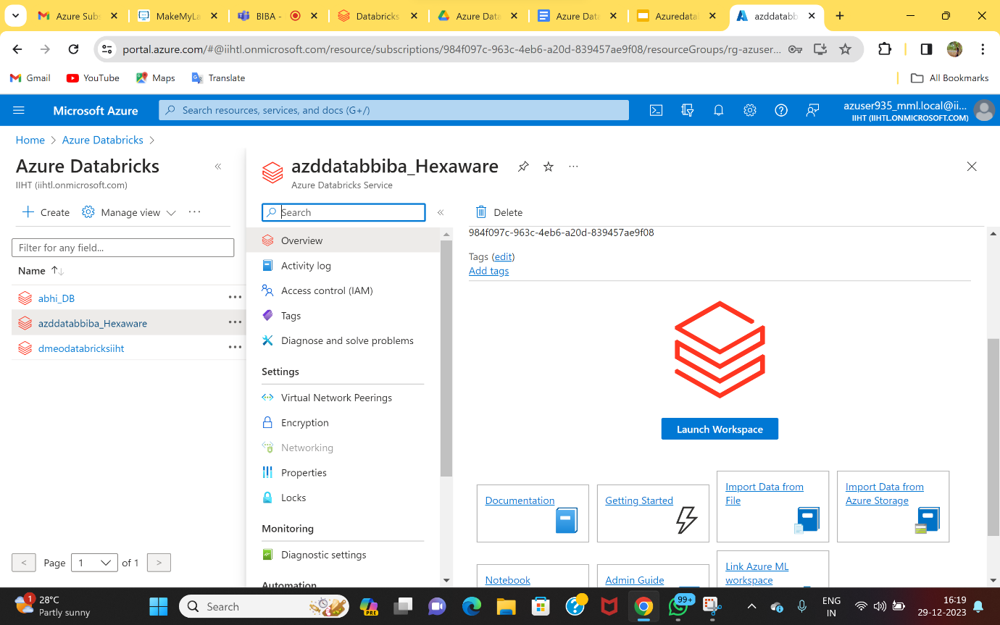 Azure Subs
MakeMyLa
BIBA -
Databricks
Azure Data
Azure Data
Azuredatab
azddatabb
portal.azure.com/#@iihtl.onmicrosoft.com/resource/subscriptions/984f097c-963c-4eb6-a20d-839457ae9f08/resourceGroups/rg-azuser...
Gmail
YouTube
Maps
Translate
All Bookmarks
Microsoft Azure
Search resources, services, and docs (G+/)
azuser935_mml.local@ii...
IIHT (IIHTL.ONMICROSOFT.COM)
Home > Azure Databricks >
Azure Databricks
IIHT (iihtl.onmicrosoft.com)
Create
Manage view
...
Filter for any field...
Name
abhi_DB
azddatabbiba_Hexaware
dmeodatabricksiiht
< Page 1 of 1 >
azddatabbiba_Hexaware
Azure Databricks Service
Search
Overview
Activity log
Access control (IAM)
Tags
Diagnose and solve problems
Settings
Virtual Network Peerings
Encryption
Networking
Properties
Locks
Monitoring
Diagnostic settings
Automation
Delete
984f097c-963c-4eb6-a20d-839457ae9f08
Tags (edit)
Add tags
Launch Workspace
Documentation
Getting Started
Import Data from
File
Import Data from
Azure Storage
Notebook
Admin Guide
Link Azure ML
workspace
1
28°C
Partly sunny
Search
PRE
99+
ENG
IN
16:19
29-12-2023